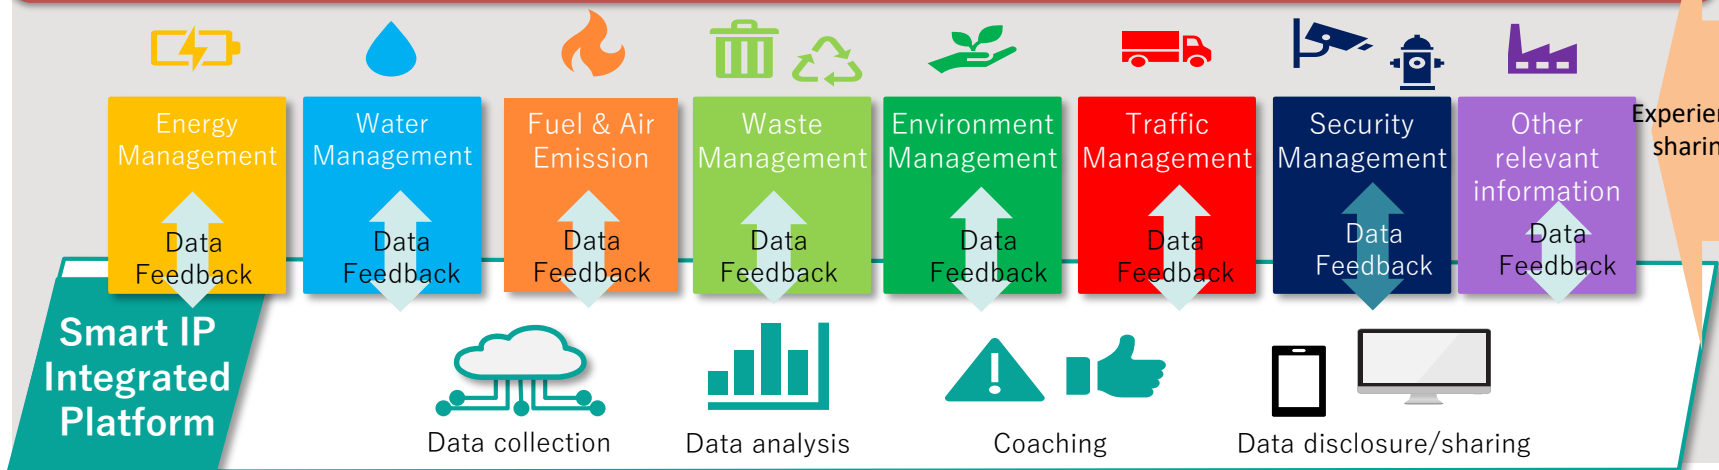 Energy
Management
Water
Management
Fuel & Air
Emission
Waste
Management
Environment
Management
Traffic
Management
Security
Management
Other
relevant
information
Experien
sharin
Data
Feedback
Data
Feedback
Data
Feedback
Data
Feedback
Data
Feedback
Data
Feedback
Data
Feedback
Data
Feedback
Smart IP
Integrated
Platform
Data collection
Data analysis
Coaching
Data disclosure/sharing